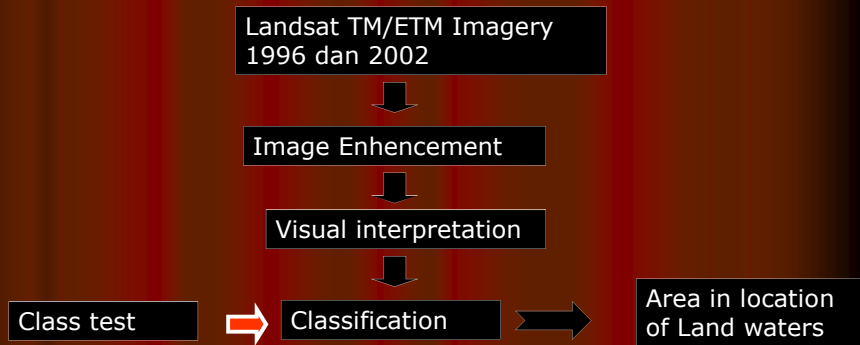 Landsat TM/ETM Imagery
1996 dan 2002
Image Enhencement
Visual interpretation
Class test
Classification
Area in location
of Land waters